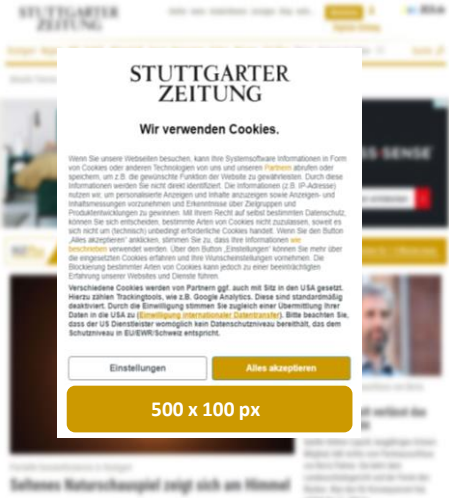 STUTTGARTER
ZEITUNG
STUTTGARTER
ZEITUNG
Wir verwenden Cookies.
Wenn Sie unsere Webseiten besuchen, kann Ihre Systemsoftware Informationen in Form
von Cookies oder anderen Technologien von uns und unseren Partnern abrufen oder
speichern, um z.B. die gewünschte Funktion der Website zu gewährleisten. Durch diese
Informationen werden Sie nicht direkt identifiziert. Die Informationen (z.B. IP-Adresse)
nutzen wir, um personalisierte Anzeigen und Inhalte anzuzeigen sowie Anzeigen- und
Inhaltsmessungen vorzunehmen und Erkenntnisse über Zielgruppen und
Produktentwicklungen zu gewinnen. Mit Ihrem Recht auf selbst bestimmten Datenschutz,
können Sie sich entscheiden, bestimmte Arten von Cookies nicht zuzulassen, soweit es
sich nicht um (technisch) unbedingt erforderliche Cookies handelt. Wenn Sie den Button
„Alles akzeptieren“ anklicken, stimmen Sie zu, dass Ihre Informationen wie
beschrieben verwendet werden. Über den Button „Einstellungen“ können Sie mehr über
die eingesetzten Cookies erfahren und Ihre Wunscheinstellungen vornehmen. Die
Blockierung bestimmter Arten von Cookies kann jedoch zu einer beeinträchtigten
Erfahrung unserer Websites und Dienste führen.
Verschiedene Cookies werden von Partnern ggf. auch mit Sitz in den USA gesetzt.
Hierzu zählen Trackingtools, wie z.B. Google Analytics. Diese sind standardmäßig
deaktiviert. Durch die Einwilligung stimmen Sie zugleich einer Übermittlung Ihrer
Daten in die USA zu (Einwilligung internationaler Datentransfer). Bitte beachten Sie,
dass der US Dienstleister womöglich kein Datenschutzniveau bereithält, das dem
Schutzniveau in EU/EWR/Schweiz entspricht.
Einstellungen
Alles akzeptieren
500 x 100 px
Seltenes Naturschauspiel zeigt sich am Himmel